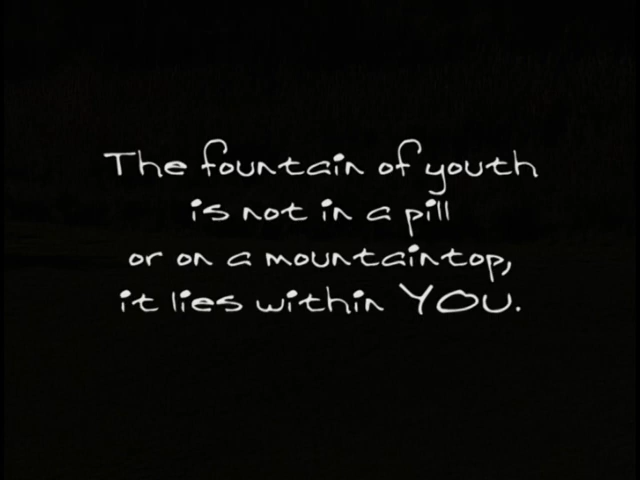 The fountain of youth
is not in a pill
or on a mountaintop,
it lies within YOU.